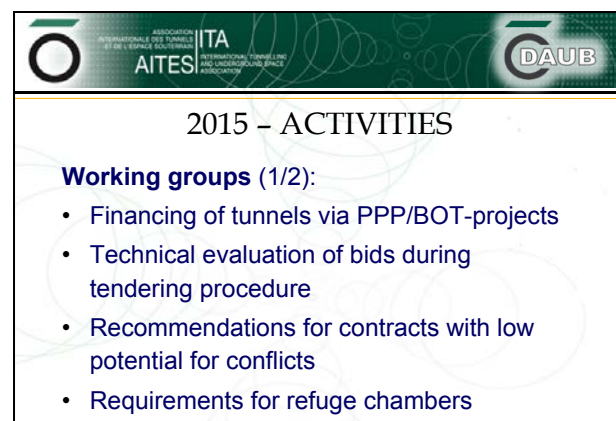 ASSOCIATION
INTERNATIONALE DES TUNNELS
ET DE L'ESPACE SOUTERRAIN
AITES
ITA
INTERNATIONAL TUNNELLING
AND UNDERGROUND SPACE
ASSOCIATION
DAUB
2015 – ACTIVITIES
Working groups (1/2):
• Financing of tunnels via PPP/BOT-projects
• Technical evaluation of bids during
tendering procedure
• Recommendations for contracts with low
potential for conflicts
• Requirements for refuge chambers